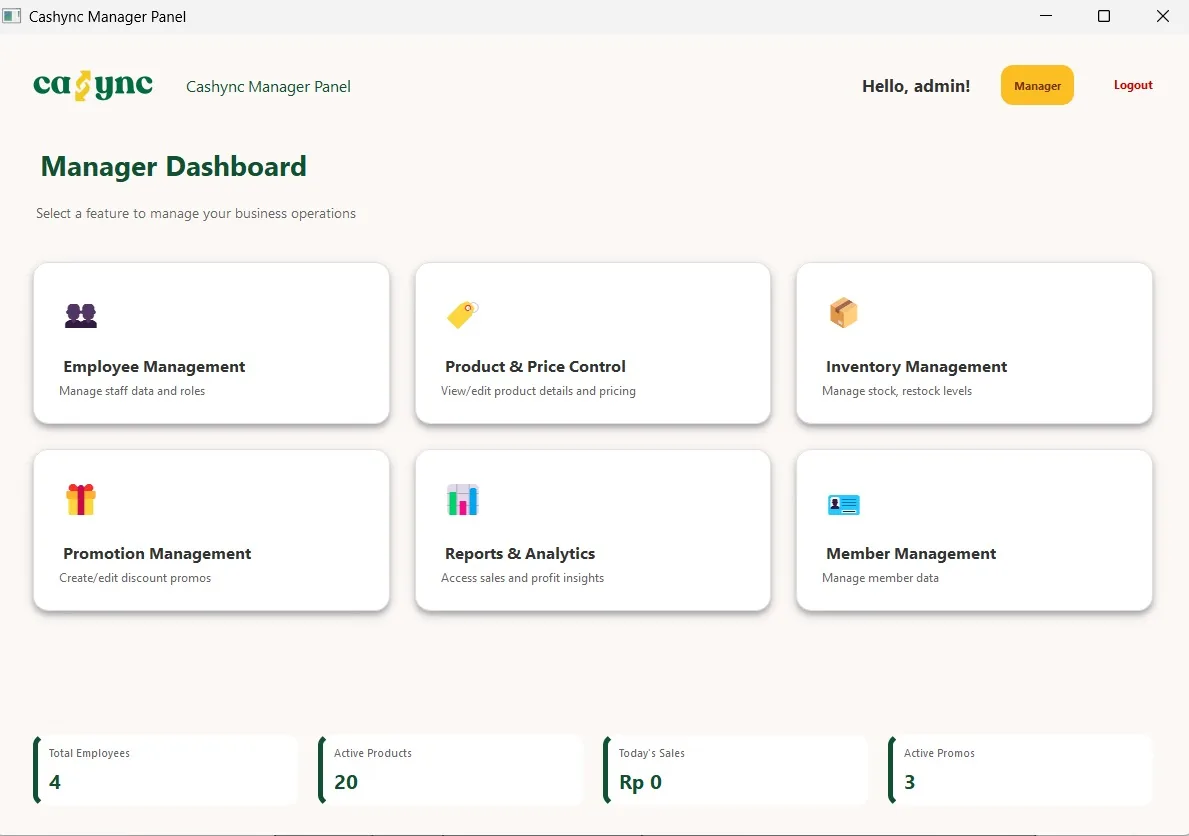 Cashync Manager Panel
ca ync Cashync Manager Panel Hello, admin! Manager Logout
Manager Dashboard
Select a feature to manage your business operations
Employee Management
Manage staff data and roles
Product & Price Control
View/edit product details and pricing
Inventory Management
Manage stock, restock levels
Promotion Management
Create/edit discount promos
Reports & Analytics
Access sales and profit insights
Member Management
Manage member data
Total Employees
4
Active Products
20
Today's Sales
Rp 0
Active Promos
3